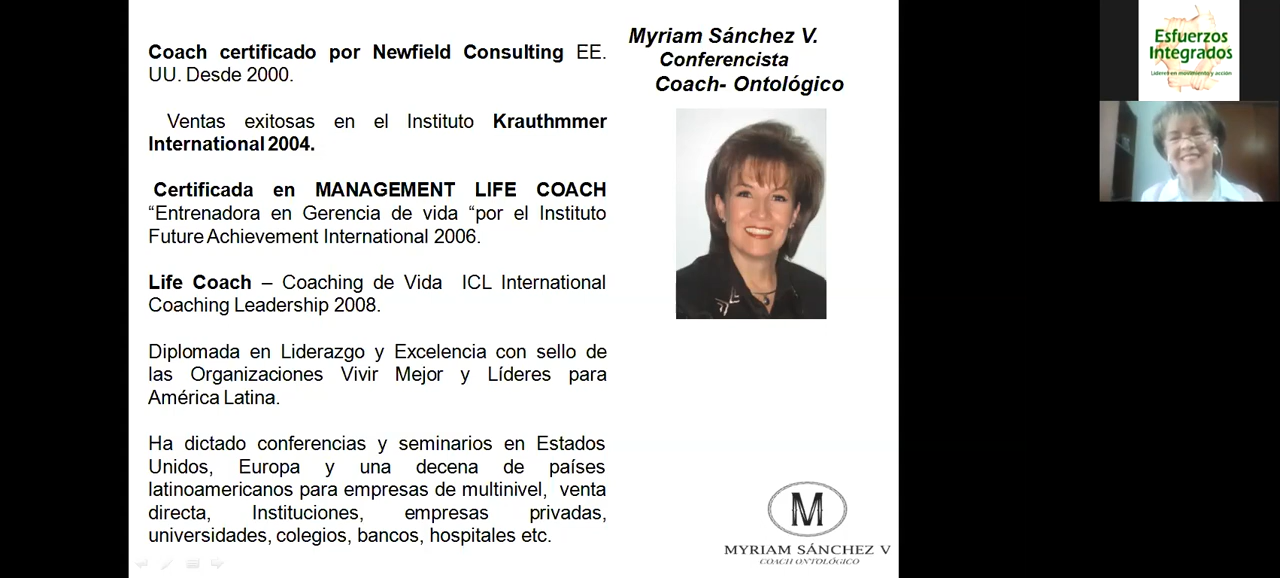 Coach certificado por Newfield Consulting EE.
UU. Desde 2000.
Ventas exitosas en el Instituto Krauthmmer
International 2004.
Certificada en MANAGEMENT LIFE COACH
“Entrenadora en Gerencia de vida “por el Instituto
Future Achievement International 2006.
Life Coach – Coaching de Vida ICL International
Coaching Leadership 2008.
Diplomada en Liderazgo y Excelencia con sello de
las Organizaciones Vivir Mejor y Líderes para
América Latina.
Ha dictado conferencias y seminarios en Estados
Unidos, Europa y una decena de países
latinoamericanos para empresas de multinivel, venta
directa, Instituciones, empresas privadas,
universidades, colegios, bancos, hospitales etc.
Myriam Sánchez V.
Conferencista
Coach- Ontológico
M
MYRIAM SÁNCHEZ V
COACH ONTOLÓGICO
Esfuerzos
Integrados
Líderes en movimiento y acción